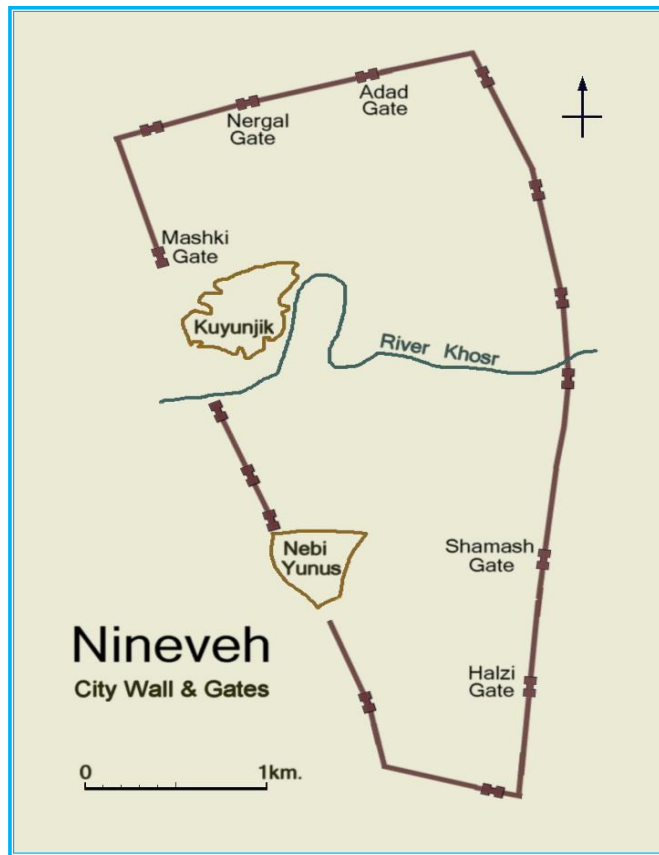 Adad
Gate
Nergal
Gate
Mashki
Gate
Kuyunjik
River Khosr
Shamash
Gate
Nebi
Yunus
Halzi
Gate
Nineveh
City Wall & Gates
0 1km.